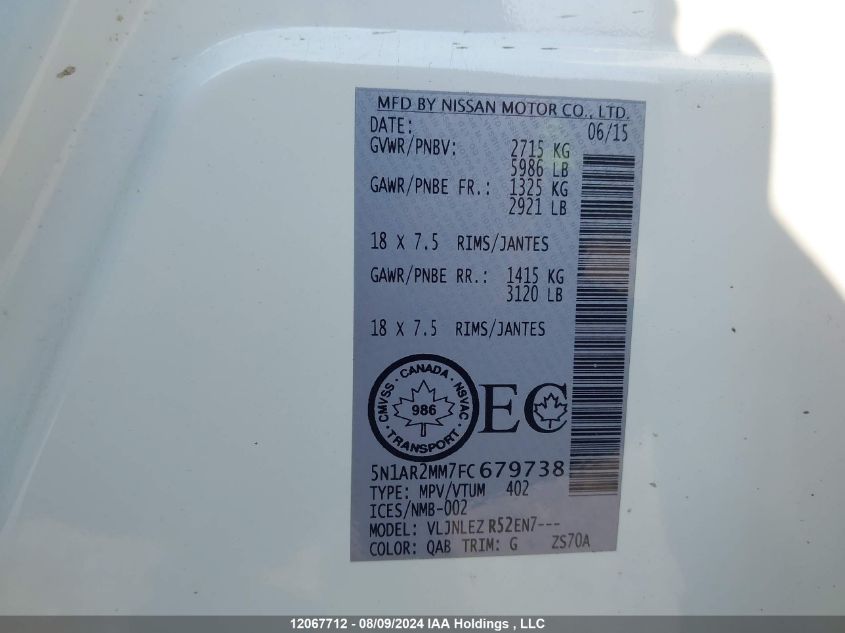 MFD BY NISSAN MOTOR CO., LTD.
DATE: 06/15
GVWR/PNBV: 2715 KG
5986 LB
GAWR/PNBE FR.: 1325 KG
2921 LB
18 X 7.5 RIMS/JANTES
GAWR/PNBE RR.: 1415 KG
3120 LB
18 X 7.5 RIMS/JANTES
CMVSS · CANADA · NSVAC · TRANSPORT ·
986
EC
5N1AR2MM7FC679738
TYPE: MPV/VTUM 402
ICES/NMB-002
MODEL: VLJNLEZ R52EN7---
COLOR: QAB TRIM: G ZS70A
12067712 - 08/09/2024 IAA Holdings , LLC